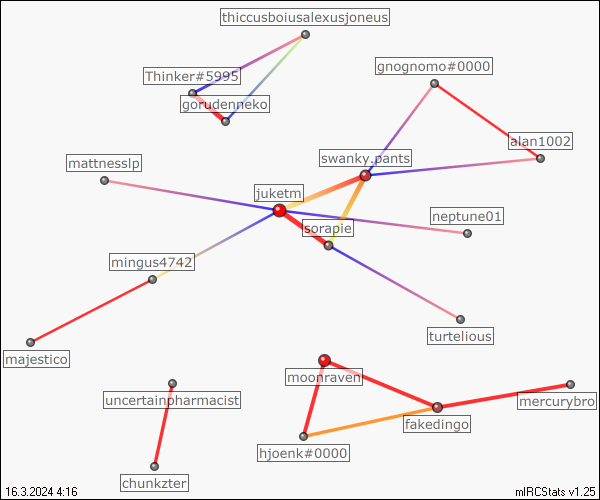 thiccusboiusalexusjoneus
gnognomo#0000
Thinker#5995
gorudenneko
alan1002
swanky.pants
mattnesslp
juketm
neptune01
sorapie
mingus4742
turtelious
majestico
moonraven
uncertainpharmacist
mercurybro
fakedingo
hjoenk#0000
chunkzter
16.3.2024 4:16
mIRCStats v1.25